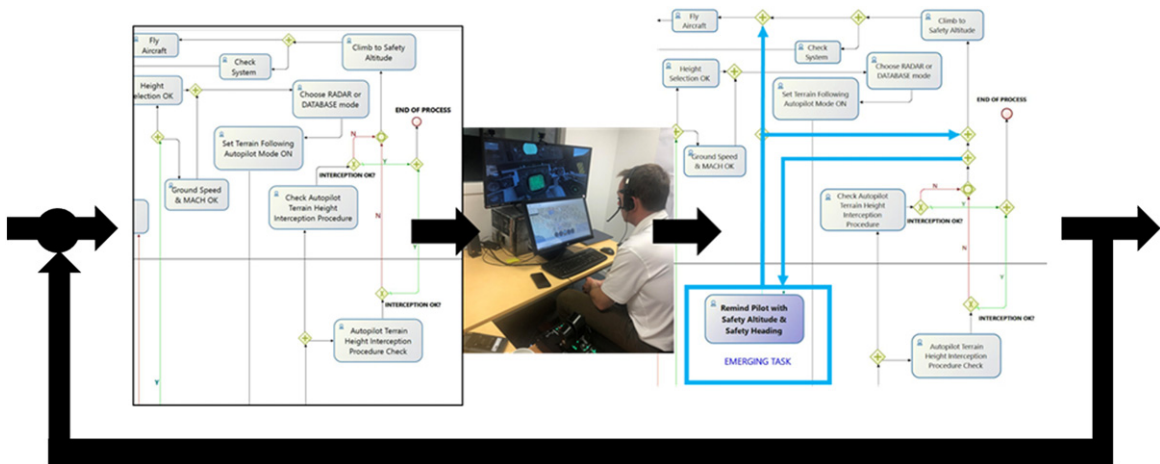 Fly
Aircraft
Climb to Safety
Altitude
Check
System
Height
election OK
Choose RADAR or
DATABASE mode
END OF PROCESS
Set Terrain Following
Autopilot Mode ON
N
Y
INTERCEPTION OK?
Ground Speed
& MACH OK
Check Autopilot
Terrain Height
Interception Procedure
N
Y
INTERCEPTION OK?
Autopilot Terrain
Height Interception
Procedure Check
Y
Fly
Aircraft
Climb to
Safety Altitude
Check
System
Height
Selection OK
Choose RADAR or
DATABASE mode
Set Terrain Following
Autopilot Mode ON
END OF PROCESS
Ground Speed
& MACH OK
N
Y
Check Autopilot
Terrain Height
Interception
Procedure
INTERCEPTION OK?
N
Y
Remind Pilot with
Safety Altitude &
Safety Heading
INTERCEPTION OK?
EMERGING TASK
Autopilot Terrain
Height Interception
Procedure Check